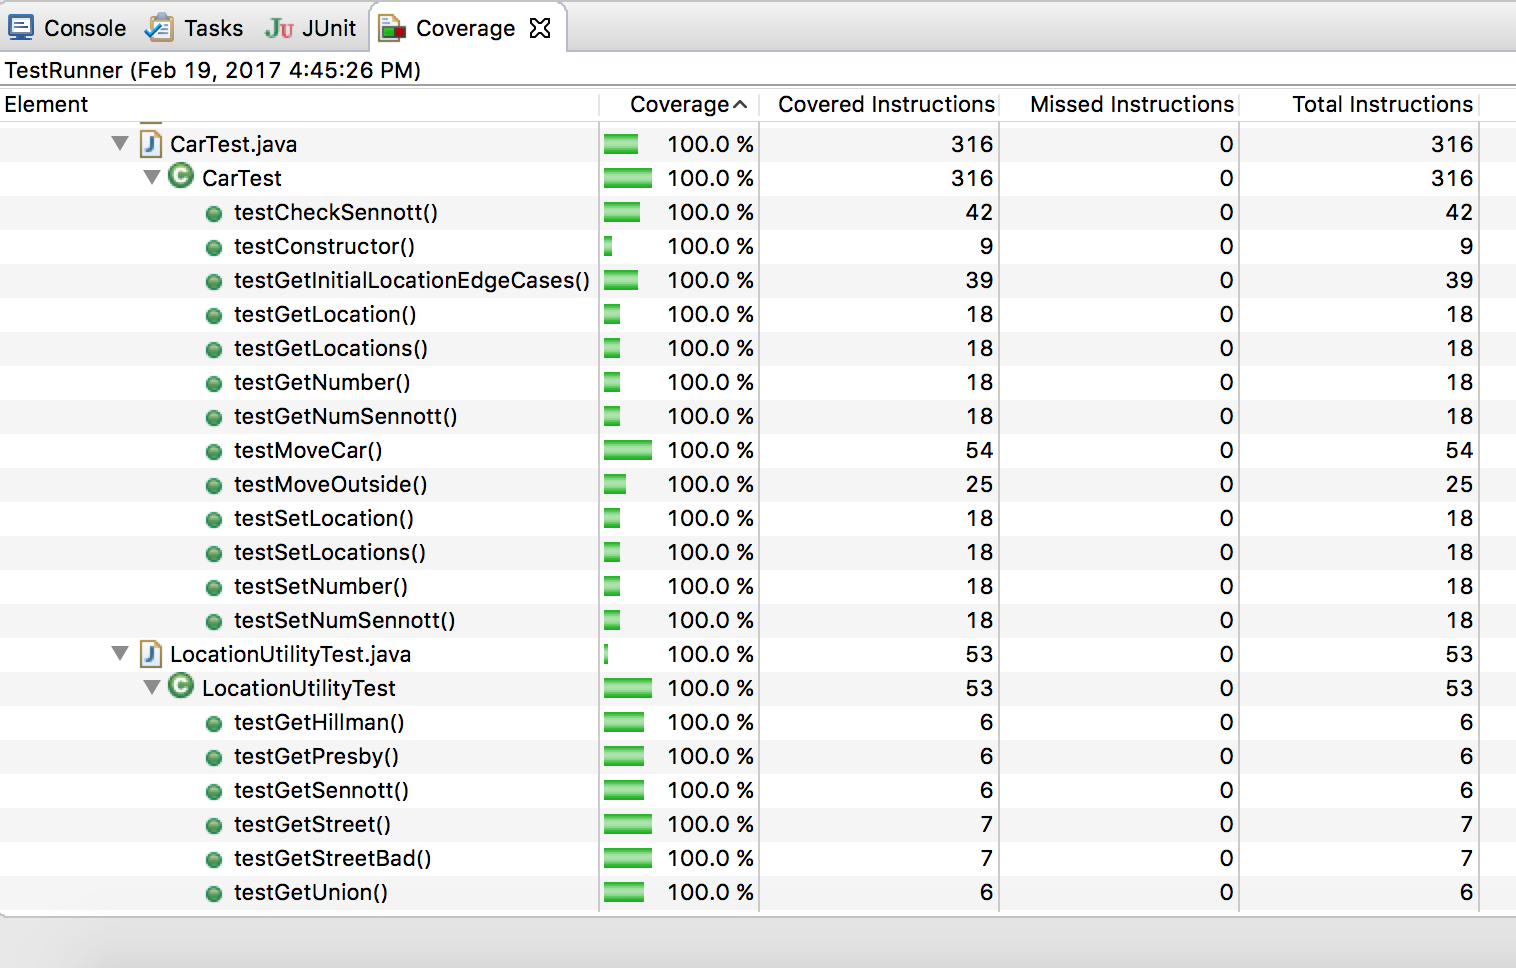 Console Tasks JUnit Coverage
TestRunner (Feb 19, 2017 4:45:26 PM)
Element Coverage Covered Instructions Missed Instructions Total Instructions
CarTest.java 100.0 % 316 0 316
CarTest 100.0 % 316 0 316
testCheckSennott() 100.0 % 42 0 42
testConstructor() 100.0 % 9 0 9
testGetInitialLocationEdgeCases() 100.0 % 39 0 39
testGetLocation() 100.0 % 18 0 18
testGetLocations() 100.0 % 18 0 18
testGetNumber() 100.0 % 18 0 18
testGetNumSennott() 100.0 % 18 0 18
testMoveCar() 100.0 % 54 0 54
testMoveOutside() 100.0 % 25 0 25
testSetLocation() 100.0 % 18 0 18
testSetLocations() 100.0 % 18 0 18
testSetNumber() 100.0 % 18 0 18
testSetNumSennott() 100.0 % 18 0 18
LocationUtilityTest.java 100.0 % 53 0 53
LocationUtilityTest 100.0 % 53 0 53
testGetHillman() 100.0 % 6 0 6
testGetPresby() 100.0 % 6 0 6
testGetSennott() 100.0 % 6 0 6
testGetStreet() 100.0 % 7 0 7
testGetStreetBad() 100.0 % 7 0 7
testGetUnion() 100.0 % 6 0 6